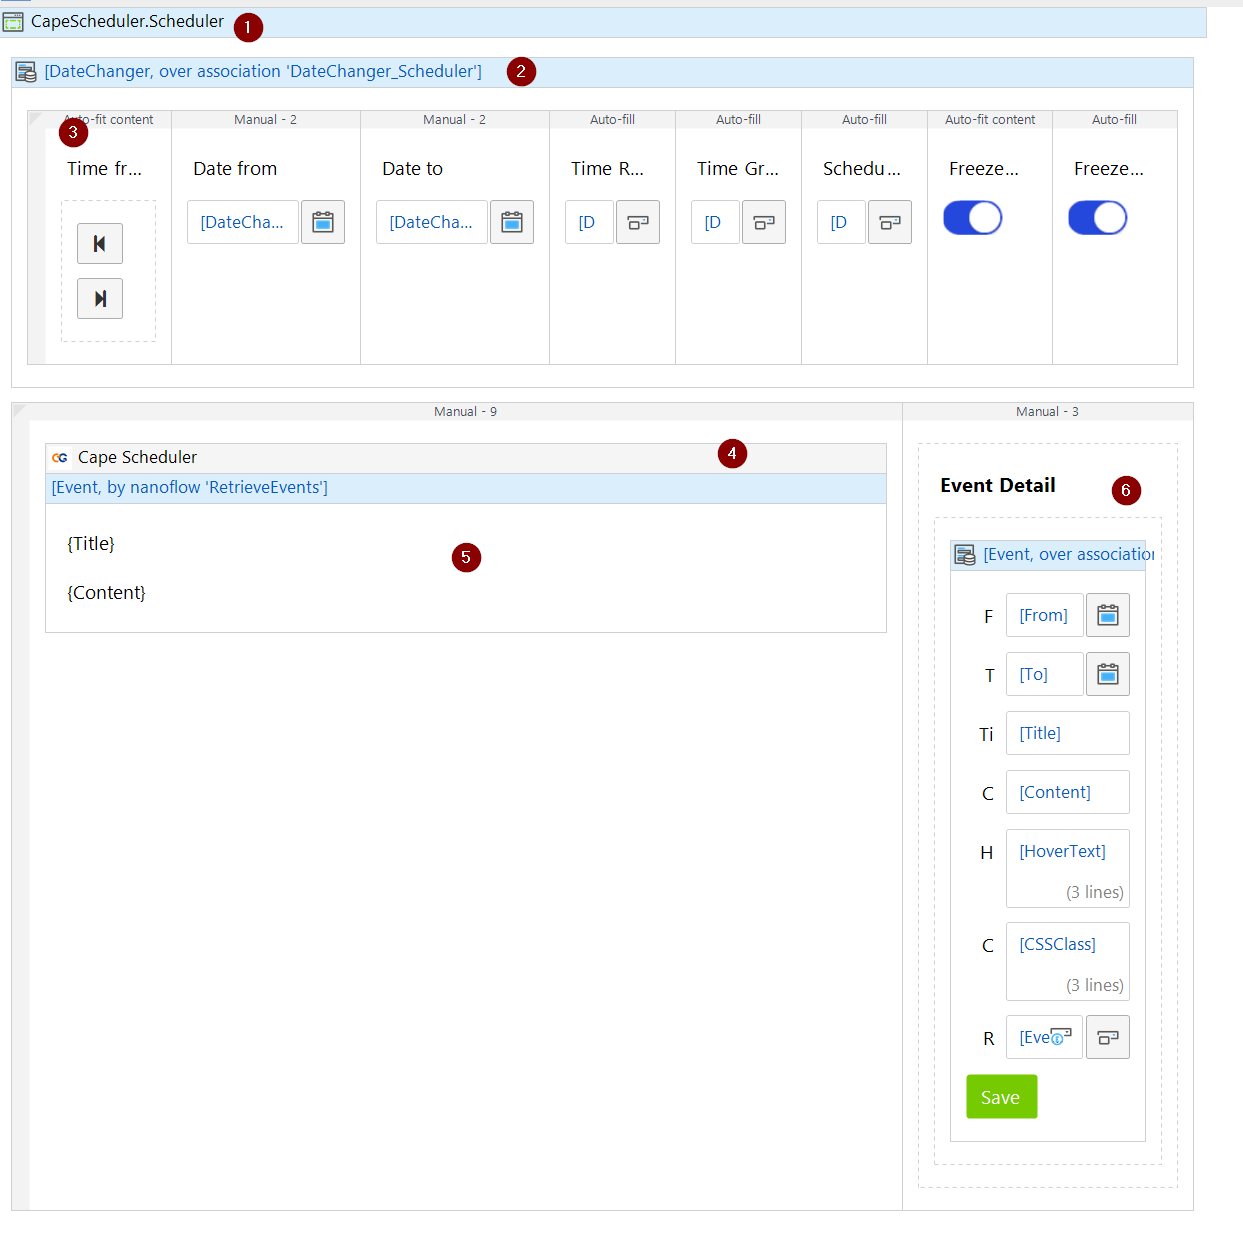 CapeScheduler.Scheduler
1
[DateChanger, over association 'DateChanger_Scheduler']
2
Auto-fit content
Manual - 2
Manual - 2
Auto-fill
Auto-fill
Auto-fill
Auto-fit content
Auto-fill
3
Time fr...
Date from
Date to
Time R...
Time Gr...
Schedu...
Freeze...
Freeze...
[DateCha...
[DateCha...
[D
[D
[D
Manual - 9
Manual - 3
CG
Cape Scheduler
4
[Event, by nanoflow 'RetrieveEvents']
{Title}
5
{Content}
Event Detail
6
[Event, over association
F
[From]
T
[To]
Ti
[Title]
C
[Content]
H
[HoverText]
(3 lines)
C
[CSSClass]
(3 lines)
R
[Eve
Save